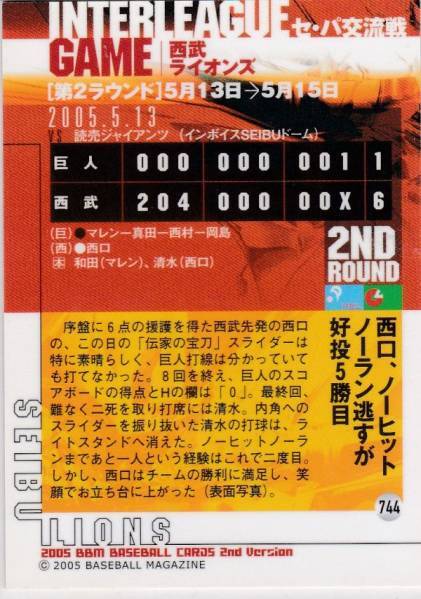 INTERLEAGUE
GAME
セ・パ交流戦
西武
ライオンズ
[第2ラウンド]5月13日→5月15日
2005.5.13
VS 読売ジャイアンツ (インボイスSEIBUドーム)
巨人 000 000 001 1
西武 204 000 00X 6
(巨)●マレン―真田―西村―岡島
(西)●西口
(本)和田(マレン)、清水(西口)
2ND
ROUND
西口、ノーヒット
ノーラン逃すが
好投5勝目
序盤に6点の援護を得た西武先発の西口
の、この日の「伝家の宝刀」スライダーは
特に素晴らしく、巨人打線は分かっていて
も打てなかった。8回を終え、巨人のスコ
アボードの得点とHの欄は「0」。最終回、
難なく二死を取り打席には清水。内角への
スライダーを振り抜いた清水の打球は、ラ
イトスタンドへ消えた。ノーヒットノーラ
ンまであと一人という経験はこれで二度目。
しかし、西口はチームの勝利に満足し、笑
顔でお立ち台に上がった(表面写真)。
744
SEIBU
LIONS
2005 BBM BASEBALL CARDS 2nd Version
© 2005 BASEBALL MAGAZINE